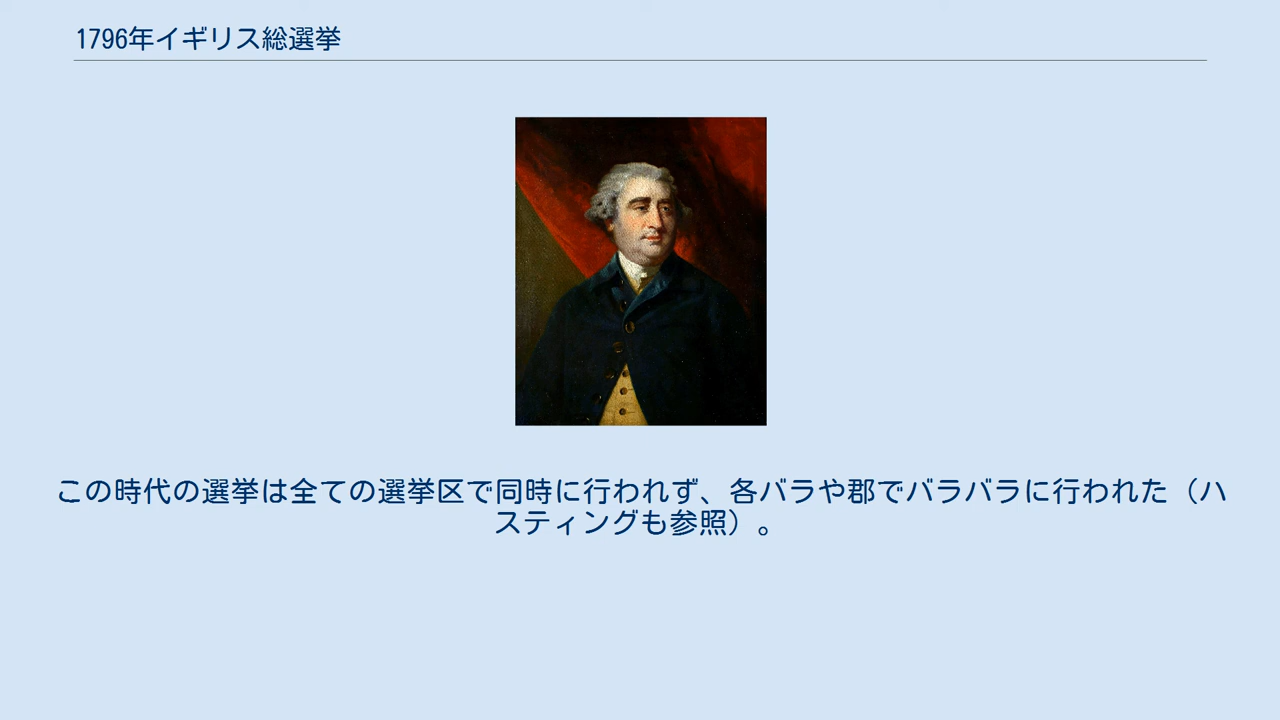 1796年イギリス総選挙
この時代の選挙は全ての選挙区で同時に行われず、各バラや郡でバラバラに行われた（ハ
スティングも参照）。